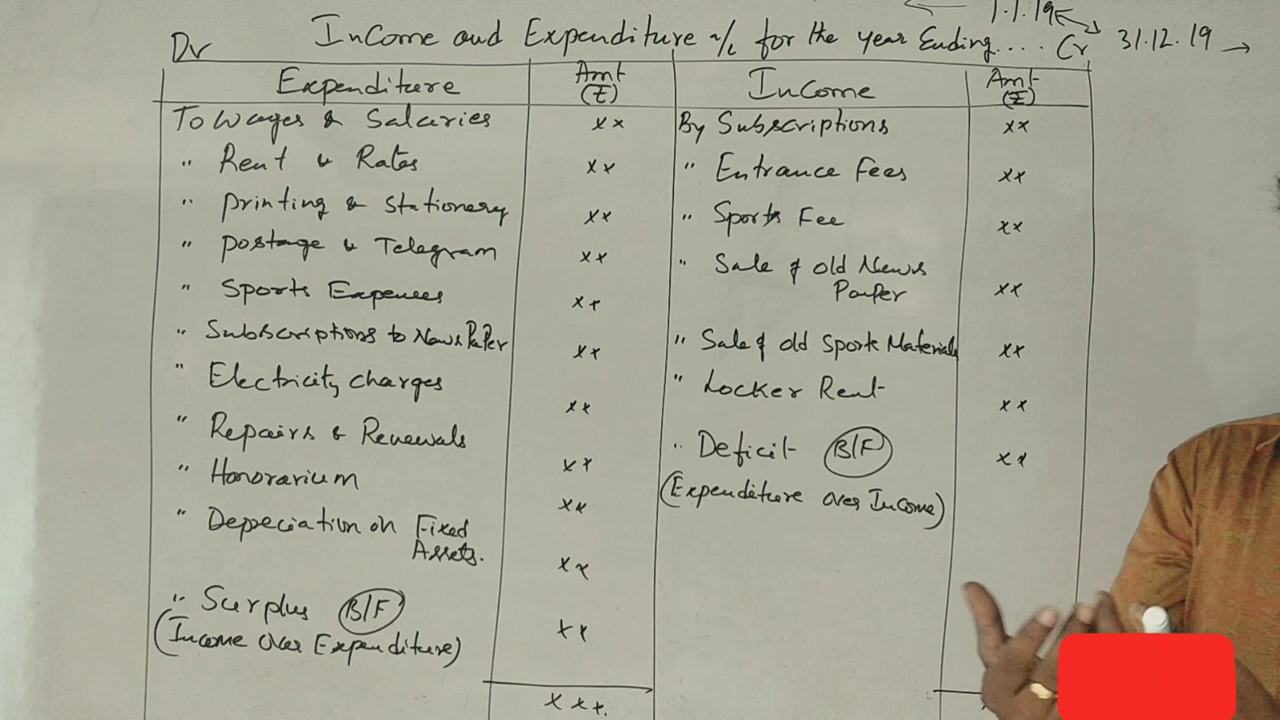 1.1.19
Dr Income and Expenditure a/c for the year Ending.... Cr 31.12.19
Expenditure Amt (₹) Income Amt (₹)
To Wages & Salaries xx By Subscriptions xx
" Rent & Rates xx " Entrance Fees xx
" Printing & Stationery xx " Sports Fee xx
" Postage & Telegram xx " Sale of old News
Paper xx
" Sports Expenses xx
" Subscriptions to News Paper xx " Sale of old Sports Materials xx
" Electricity charges xx " Locker Rent xx
" Repairs & Renewals xx " Deficit B/F xx
" Honorarium xx (Expenditure over Income)
" Depreciation on Fixed
Assets. xx
" Surplus B/F
(Income over Expenditure) xx
xxx.